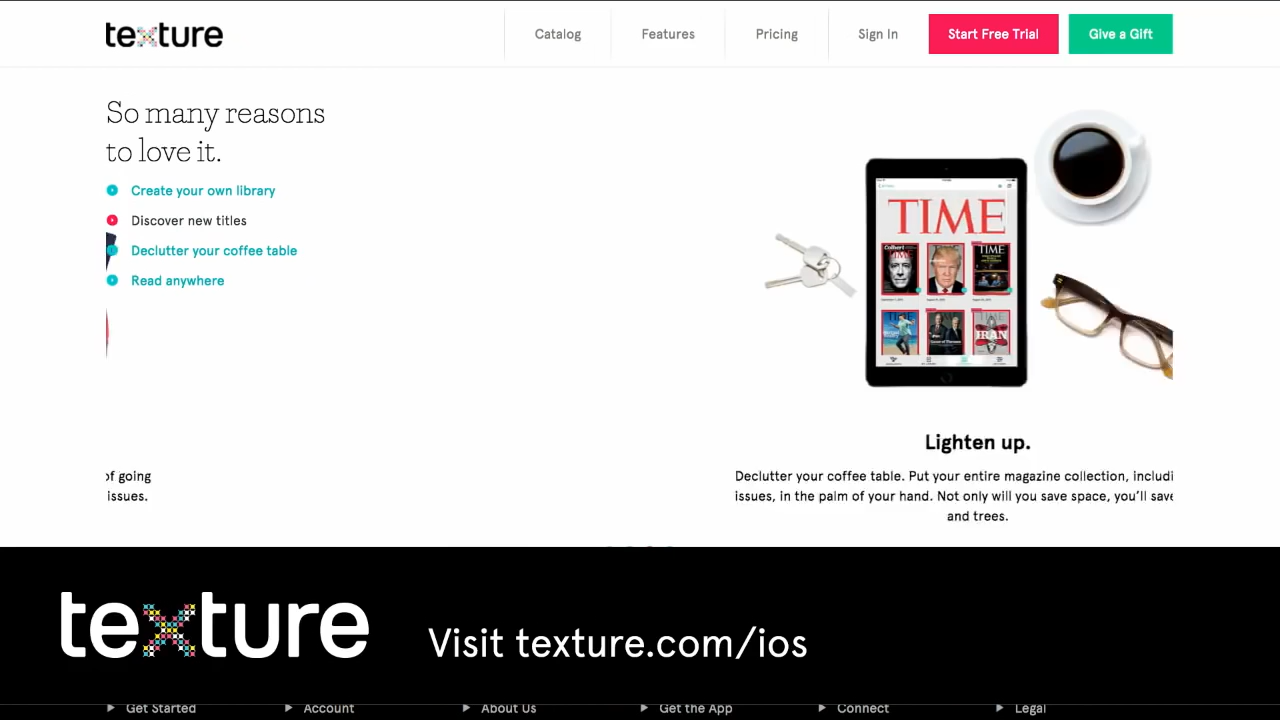 texture
Catalog
Features
Pricing
Sign In
Start Free Trial
Give a Gift
So many reasons
to love it.
Create your own library
Discover new titles
Declutter your coffee table
Read anywhere
TIME
TIME
IRAN
Lighten up.
of going
issues.
Declutter your coffee table. Put your entire magazine collection, includi
issues, in the palm of your hand. Not only will you save space, you'll save
and trees.
texture
Visit texture.com/ios
Get Started
Account
About Us
Get the App
Connect
Legal